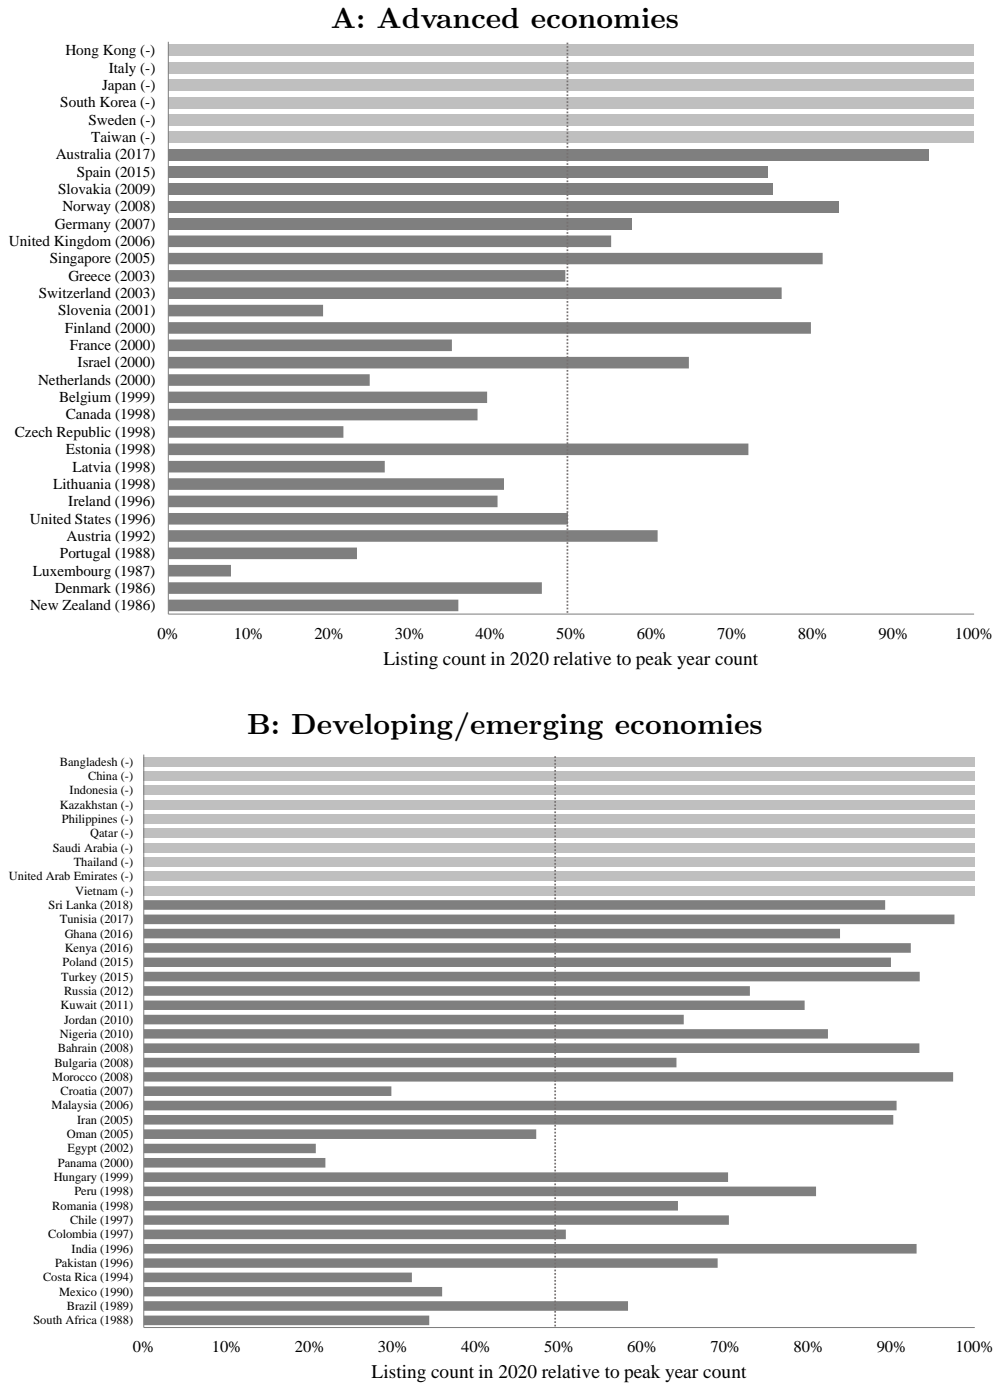 A: Advanced economies
Hong Kong (-)
Italy (-)
Japan (-)
South Korea (-)
Sweden (-)
Taiwan (-)
Australia (2017)
Spain (2015)
Slovakia (2009)
Norway (2008)
Germany (2007)
United Kingdom (2006)
Singapore (2005)
Greece (2003)
Switzerland (2003)
Slovenia (2001)
Finland (2000)
France (2000)
Israel (2000)
Netherlands (2000)
Belgium (1999)
Canada (1998)
Czech Republic (1998)
Estonia (1998)
Latvia (1998)
Lithuania (1998)
Ireland (1996)
United States (1996)
Austria (1992)
Portugal (1988)
Luxembourg (1987)
Denmark (1986)
New Zealand (1986)
0% 10% 20% 30% 40% 50% 60% 70% 80% 90% 100%
Listing count in 2020 relative to peak year count
B: Developing/emerging economies
Bangladesh (-)
China (-)
Indonesia (-)
Kazakhstan (-)
Philippines (-)
Qatar (-)
Saudi Arabia (-)
Thailand (-)
United Arab Emirates (-)
Vietnam (-)
Sri Lanka (2018)
Tunisia (2017)
Ghana (2016)
Kenya (2016)
Poland (2015)
Turkey (2015)
Russia (2012)
Kuwait (2011)
Jordan (2010)
Nigeria (2010)
Bahrain (2008)
Bulgaria (2008)
Morocco (2008)
Croatia (2007)
Malaysia (2006)
Iran (2005)
Oman (2005)
Egypt (2002)
Panama (2000)
Hungary (1999)
Peru (1998)
Romania (1998)
Chile (1997)
Colombia (1997)
India (1996)
Pakistan (1996)
Costa Rica (1994)
Mexico (1990)
Brazil (1989)
South Africa (1988)
0% 10% 20% 30% 40% 50% 60% 70% 80% 90% 100%
Listing count in 2020 relative to peak year count